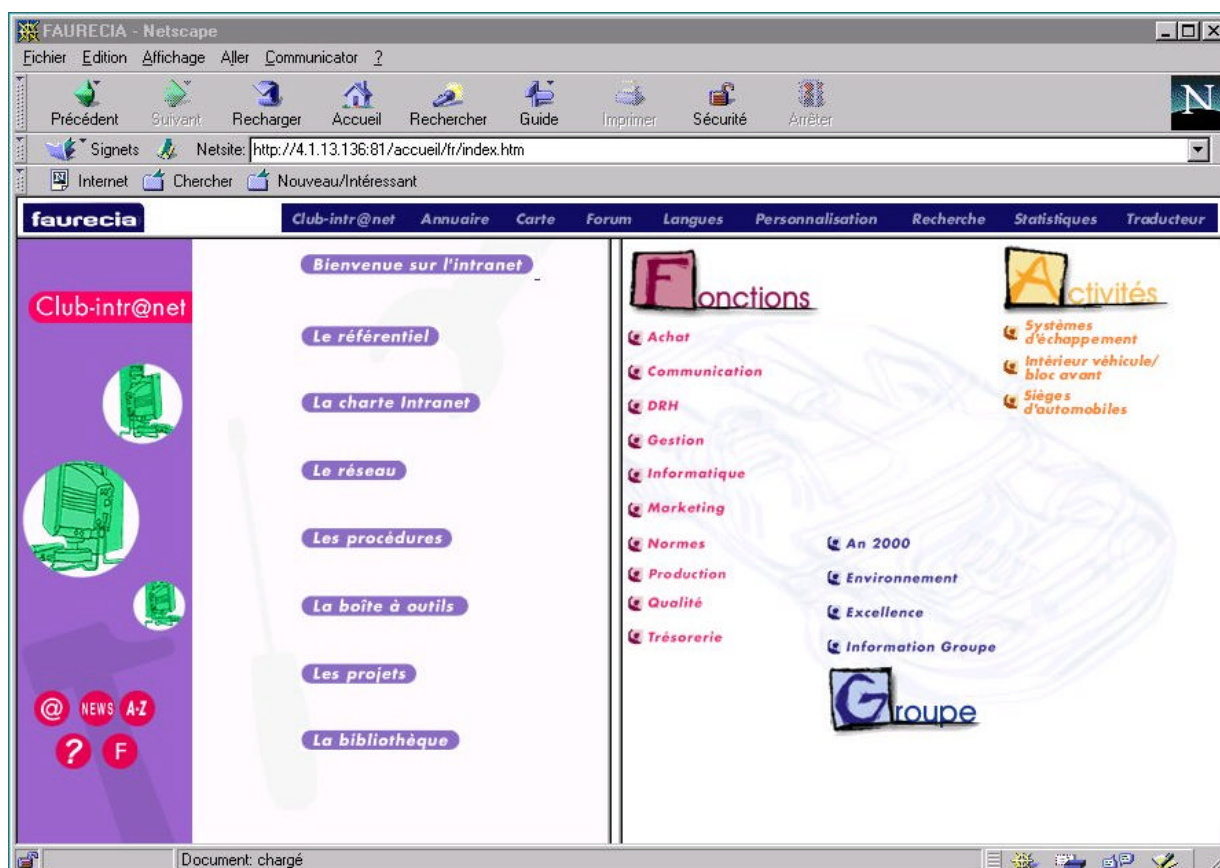 FAURECIA - Netscape
Fichier Edition Affichage Aller Communicator ?
Précédent Suivant Recharger Accueil Rechercher Guide Imprimer Sécurité Arrêter
N
Signets Netsite: http://4.1.13.136:81/accueil/fr/index.htm
Internet Chercher Nouveau/Intéressant
faurecia Club-intr@net Annuaire Carte Forum Langues Personnalisation Recherche Statistiques Traducteur
Club-intr@net
@ NEWS A-Z
? F
Bienvenue sur l'intranet
Le référentiel
La charte Intranet
Le réseau
Les procédures
La boîte à outils
Les projets
La bibliothèque
Fonctions
Achat
Communication
DRH
Gestion
Informatique
Marketing
Normes
Production
Qualité
Trésorerie
Activités
Systèmes
d'échappement
Intérieur véhicule/
bloc avant
Sièges
d'automobiles
An 2000
Environnement
Excellence
Information Groupe
Groupe
Document: chargé